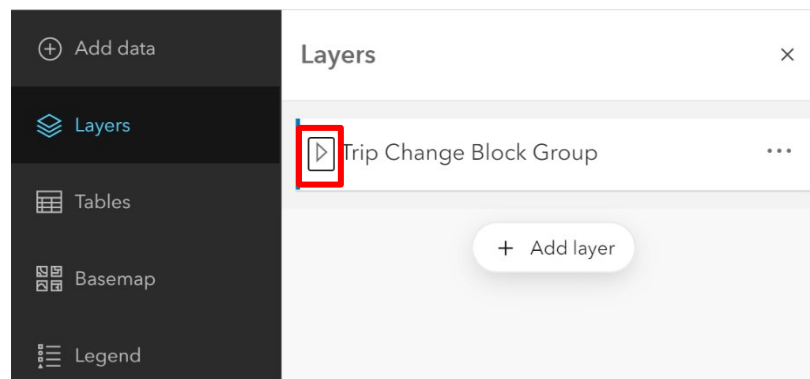 Add data
Layers
Tables
Basemap
Legend
Layers
Trip Change Block Group
+ Add layer